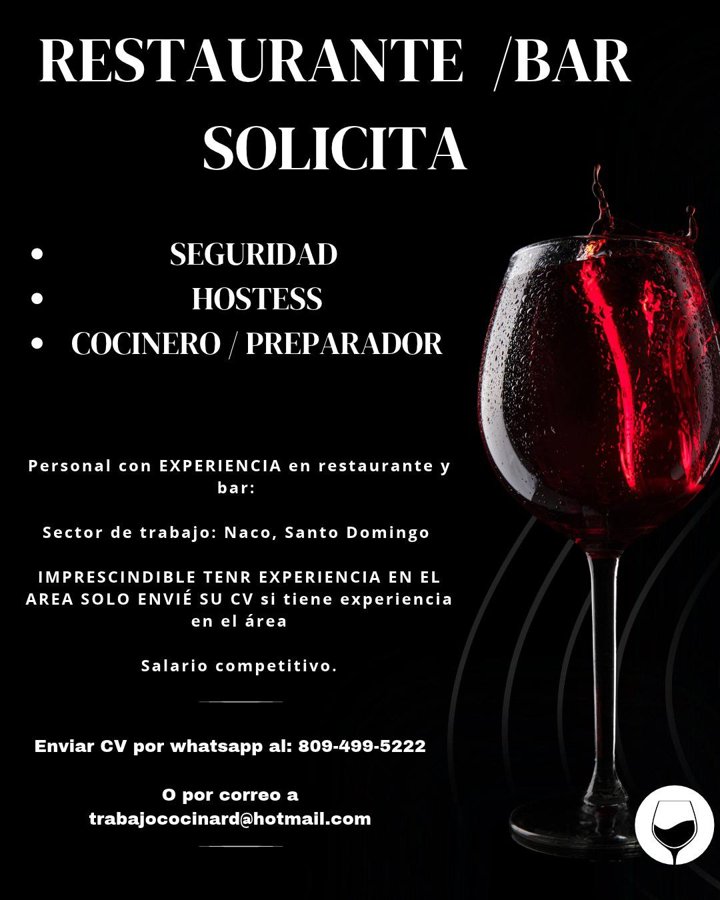 RESTAURANTE /BAR
SOLICITA
• SEGURIDAD
• HOSTESS
• COCINERO / PREPARADOR
Personal con EXPERIENCIA en restaurante y
bar:
Sector de trabajo: Naco, Santo Domingo
IMPRESCINDIBLE TENR EXPERIENCIA EN EL
AREA SOLO ENVIÉ SU CV si tiene experiencia
en el área
Salario competitivo.
Enviar CV por whatsapp al: 809-499-5222
O por correo a
trabajococinard@hotmail.com